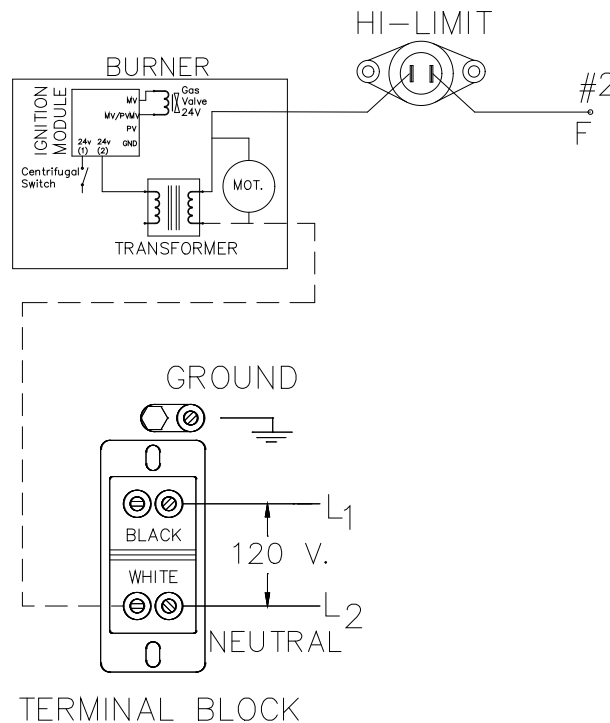 HI-LIMIT
BURNER
#2
F
IGNITION
MODULE
MV
MV/PVMV
PV
GND
24v
(1)
24v
(2)
Gas
Valve
24V
Centrifugal
Switch
MOT.
TRANSFORMER
GROUND
BLACK
L1
120 V.
WHITE
L2
NEUTRAL
TERMINAL BLOCK